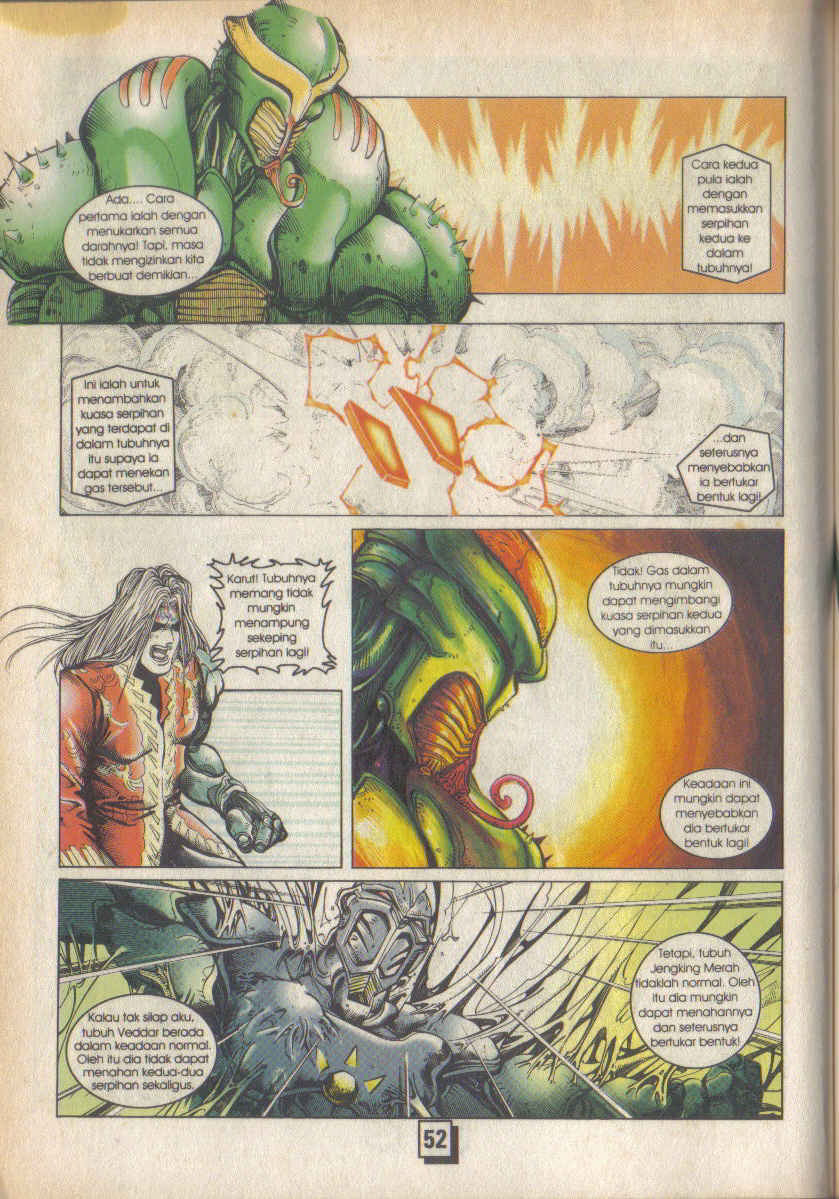 Ada.... Cara
pertama ialah dengan
menukarkan semua
darahnya! Tapi, masa
tidak mengizinkan kita
berbuat demikian...
Cara kedua
pula ialah
dengan
memasukkan
serpihan
kedua ke
dalam
tubuhnya!
Ini ialah untuk
menambahkan
kuasa serpihan
yang terdapat di
dalam tubuhnya
itu supaya ia
dapat menekan
gas tersebut...
...dan
seterusnya
menyebabkan
ia bertukar
bentuk lagi!
Karut! Tubuhnya
memang tidak
mungkin
menampung
sekeping
serpihan lagi!
Tidak! Gas dalam
tubuhnya mungkin
dapat mengimbangi
kuasa serpihan kedua
yang dimasukkan
itu...
Keadaan ini
mungkin dapat
menyebabkan
dia bertukar
bentuk lagi!
Kalau tak silap aku,
tubuh Veddar berada
dalam keadaan normal.
Oleh itu dia tidak dapat
menahan kedua-dua
serpihan sekaligus.
Tetapi, tubuh
Jengking Merah
tidaklah normal. Oleh
itu dia mungkin
dapat menahannya
dan seterusnya
bertukar bentuk!
52